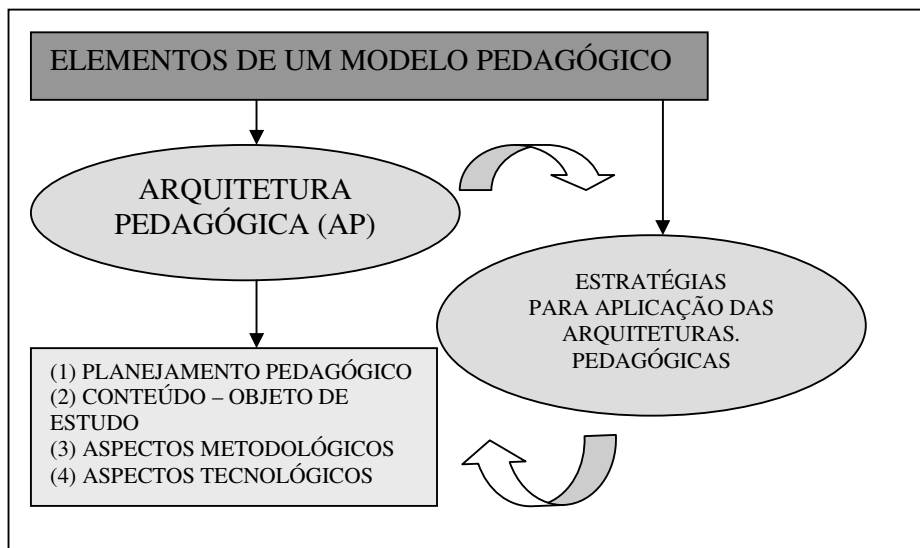 ELEMENTOS DE UM MODELO PEDAGÓGICO
ARQUITETURA
PEDAGÓGICA (AP)
ESTRATÉGIAS
PARA APLICAÇÃO DAS
ARQUITETURAS.
PEDAGÓGICAS
(1) PLANEJAMENTO PEDAGÓGICO
(2) CONTEÚDO – OBJETO DE
ESTUDO
(3) ASPECTOS METODOLÓGICOS
(4) ASPECTOS TECNOLÓGICOS